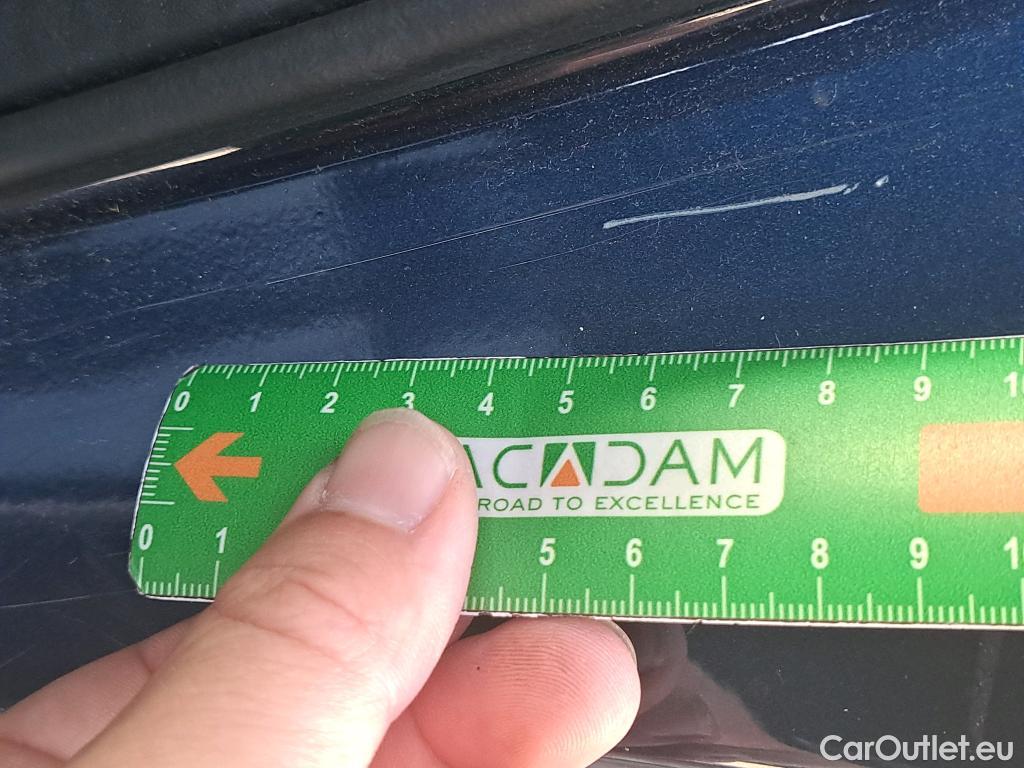 0 1 2 3 4 5 6 7 8 9
ACADAM
ROAD TO EXCELLENCE
0 1 5 6 7 8 9
CarOutlet.eu